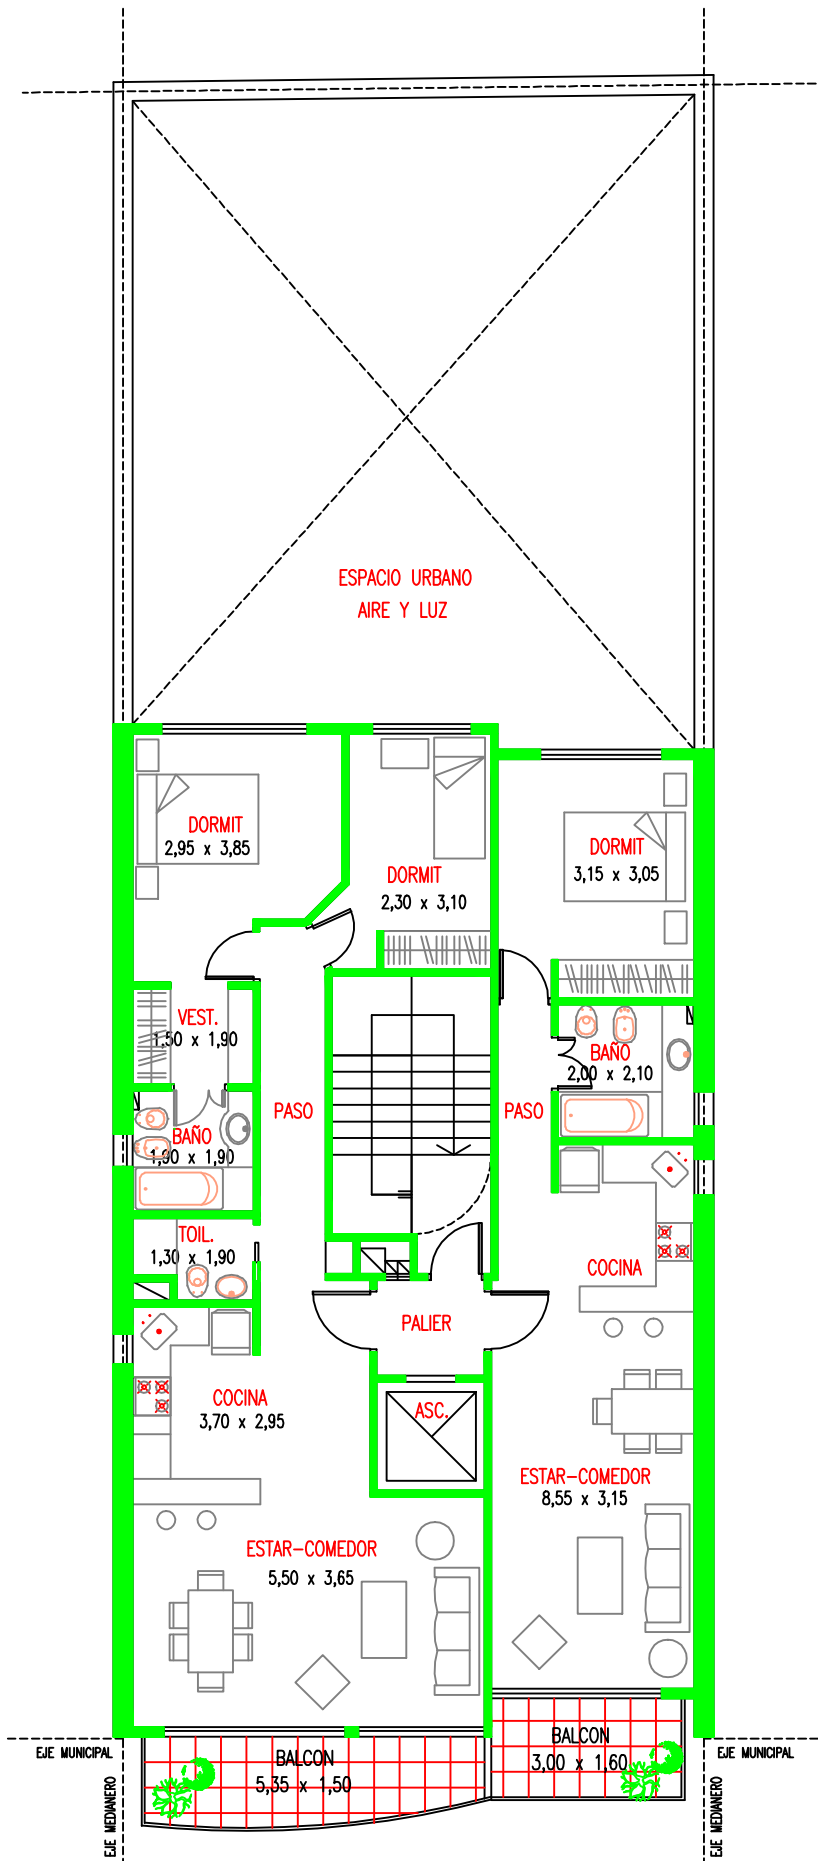 ESPACIO URBANO
AIRE Y LUZ
DORMIT
2,95 x 3,85
DORMIT
2,30 x 3,10
DORMIT
3,15 x 3,05
VEST.
1,50 x 1,90
BAÑO
2,00 x 2,10
PASO
PASO
BAÑO
1,90 x 1,90
TOIL.
1,30 x 1,90
COCINA
PALIER
COCINA
3,70 x 2,95
ASC.
ESTAR-COMEDOR
8,55 x 3,15
ESTAR-COMEDOR
5,50 x 3,65
BALCON
3,00 x 1,60
BALCON
5,35 x 1,50
EJE MUNICIPAL
EJE MUNICIPAL
EJE MEDIANERO
EJE MEDIANERO